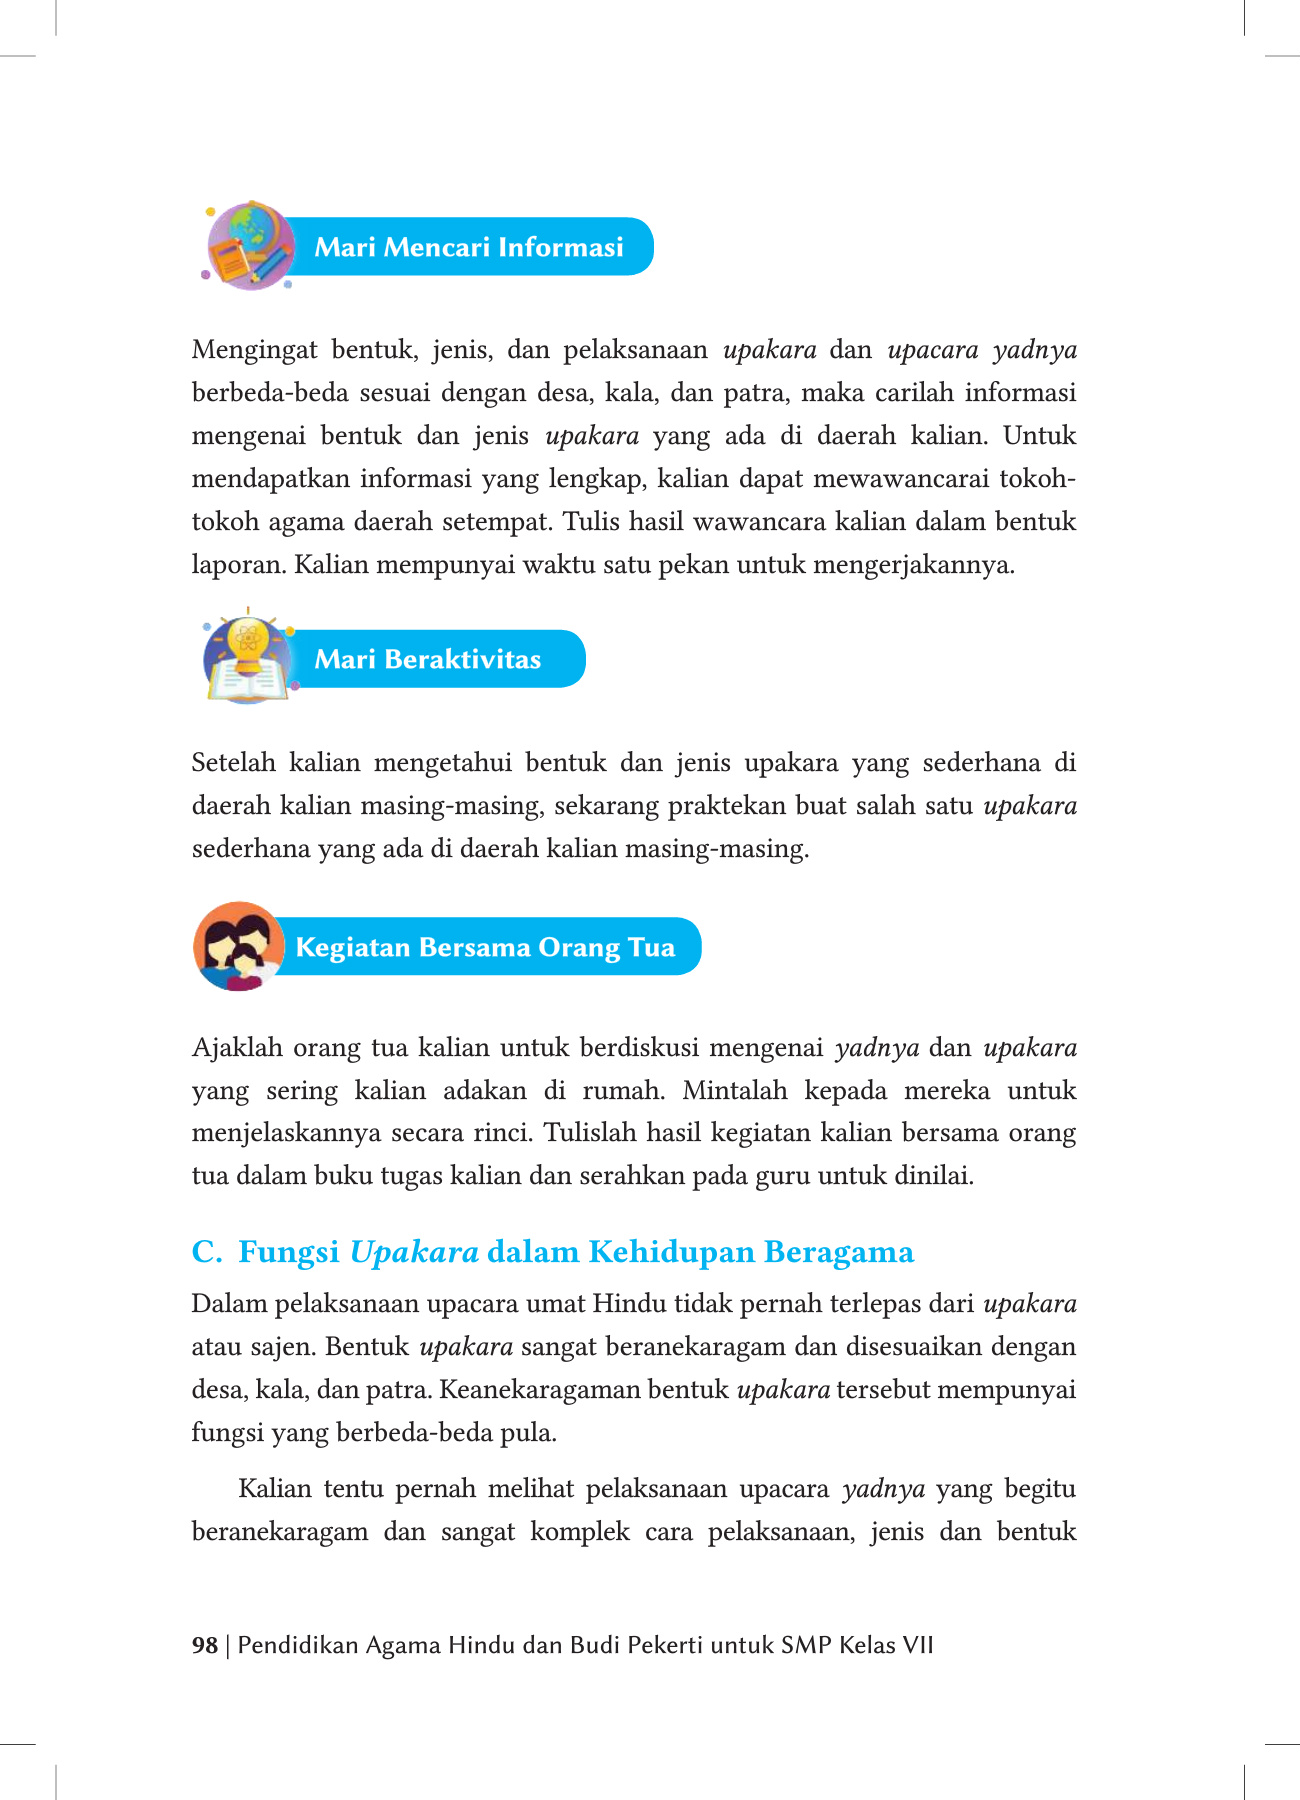 Mari Mencari Informasi
Mengingat bentuk, jenis, dan pelaksanaan upakara dan upacara yadnya
berbeda-beda sesuai dengan desa, kala, dan patra, maka carilah informasi
mengenai bentuk dan jenis upakara yang ada di daerah kalian. Untuk
mendapatkan informasi yang lengkap, kalian dapat mewawancarai tokoh-
tokoh agama daerah setempat. Tulis hasil wawancara kalian dalam bentuk
laporan. Kalian mempunyai waktu satu pekan untuk mengerjakannya.
Mari Beraktivitas
Setelah kalian mengetahui bentuk dan jenis upakara yang sederhana di
daerah kalian masing-masing, sekarang praktekan buat salah satu upakara
sederhana yang ada di daerah kalian masing-masing.
Kegiatan Bersama Orang Tua
Ajaklah orang tua kalian untuk berdiskusi mengenai yadnya dan upakara
yang sering kalian adakan di rumah. Mintalah kepada mereka untuk
menjelaskannya secara rinci. Tulislah hasil kegiatan kalian bersama orang
tua dalam buku tugas kalian dan serahkan pada guru untuk dinilai.
C. Fungsi Upakara dalam Kehidupan Beragama
Dalam pelaksanaan upacara umat Hindu tidak pernah terlepas dari upakara
atau sajen. Bentuk upakara sangat beranekaragam dan disesuaikan dengan
desa, kala, dan patra. Keanekaragaman bentuk upakara tersebut mempunyai
fungsi yang berbeda-beda pula.
Kalian tentu pernah melihat pelaksanaan upacara yadnya yang begitu
beranekaragam dan sangat komplek cara pelaksanaan, jenis dan bentuk
98 | Pendidikan Agama Hindu dan Budi Pekerti untuk SMP Kelas VII